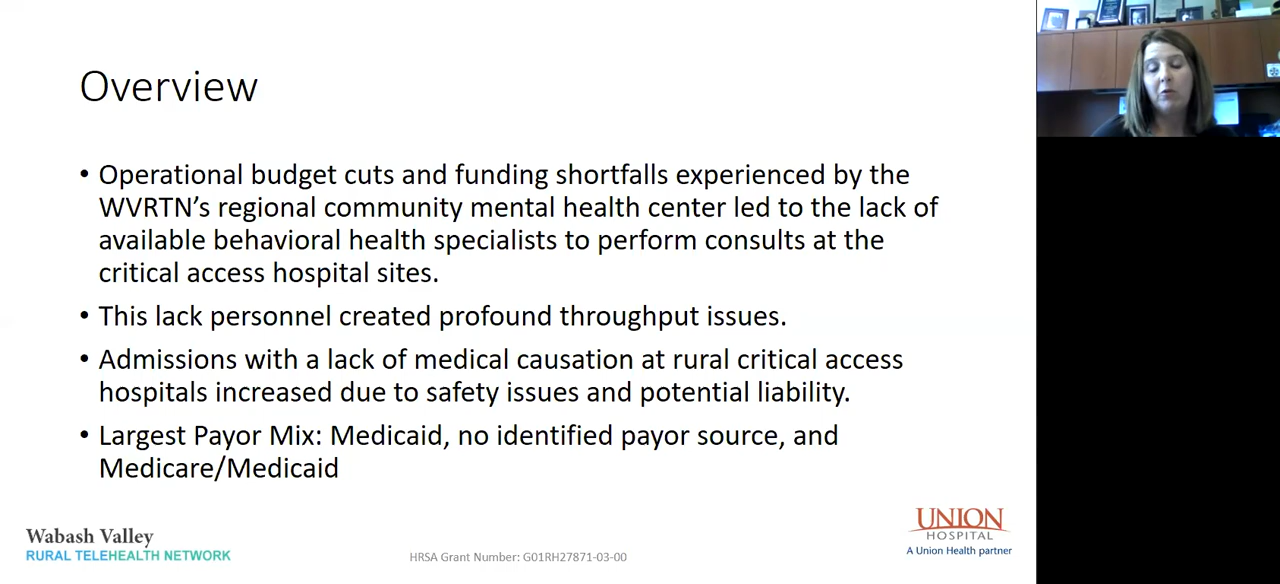 Overview
• Operational budget cuts and funding shortfalls experienced by the
WVRTN's regional community mental health center led to the lack of
available behavioral health specialists to perform consults at the
critical access hospital sites.
• This lack personnel created profound throughput issues.
• Admissions with a lack of medical causation at rural critical access
hospitals increased due to safety issues and potential liability.
• Largest Payor Mix: Medicaid, no identified payor source, and
Medicare/Medicaid
Wabash Valley
RURAL TELEHEALTH NETWORK
HRSA Grant Number: G01RH27871-03-00
UNION
HOSPITAL
A Union Health partner